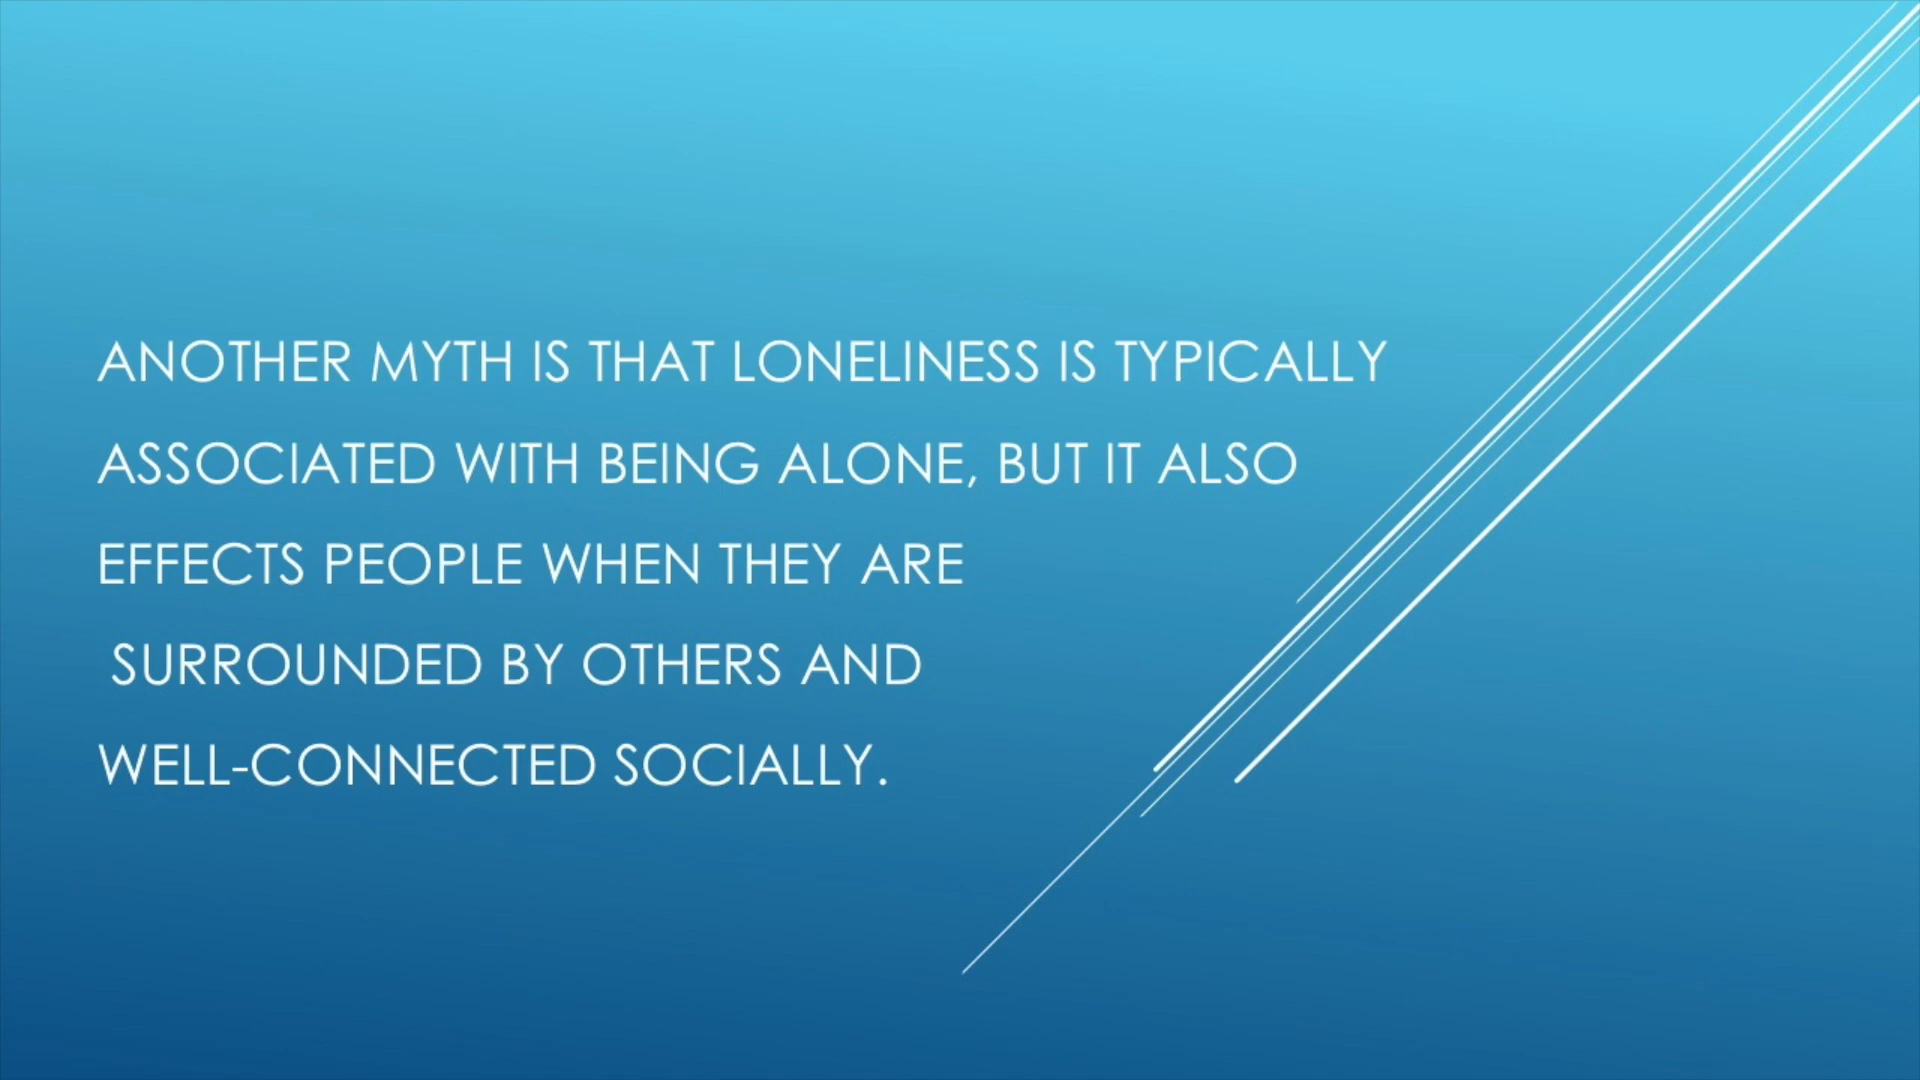 ANOTHER MYTH IS THAT LONELINESS IS TYPICALLY
ASSOCIATED WITH BEING ALONE, BUT IT ALSO
EFFECTS PEOPLE WHEN THEY ARE
SURROUNDED BY OTHERS AND
WELL-CONNECTED SOCIALLY.